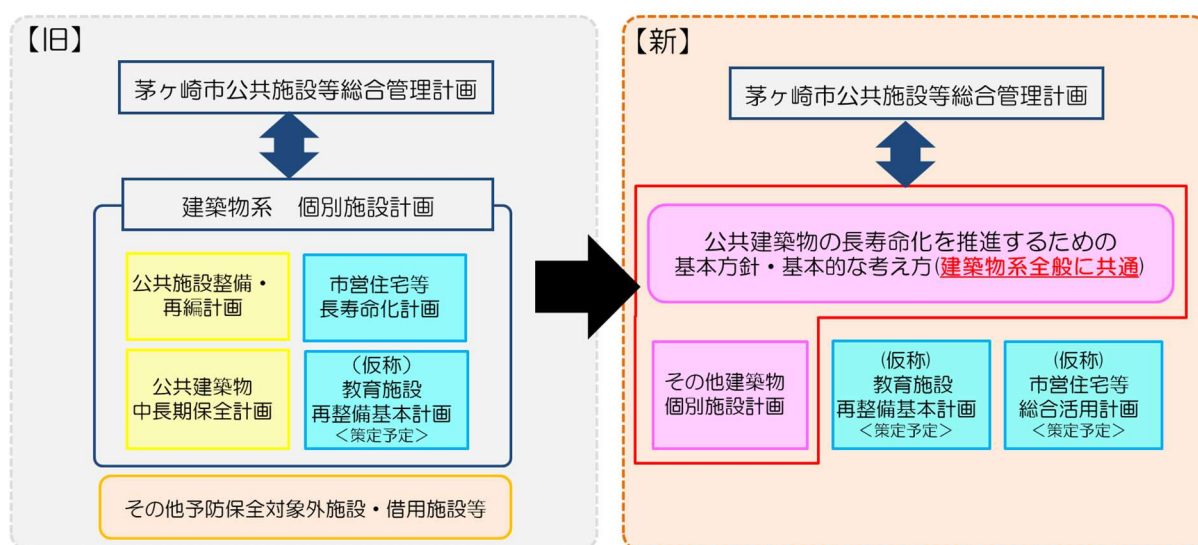 【旧】
茅ヶ崎市公共施設等総合管理計画
建築物系　個別施設計画
公共施設整備・
再編計画
市営住宅等
長寿命化計画
公共建築物
中長期保全計画
（仮称）
教育施設
再整備基本計画
＜策定予定＞
その他予防保全対象外施設・借用施設等
【新】
茅ヶ崎市公共施設等総合管理計画
公共建築物の長寿命化を推進するための
基本方針・基本的な考え方(建築物系全般に共通)
その他建築物
個別施設計画
(仮称)
教育施設
再整備基本計画
＜策定予定＞
(仮称)
市営住宅等
総合活用計画
＜策定予定＞